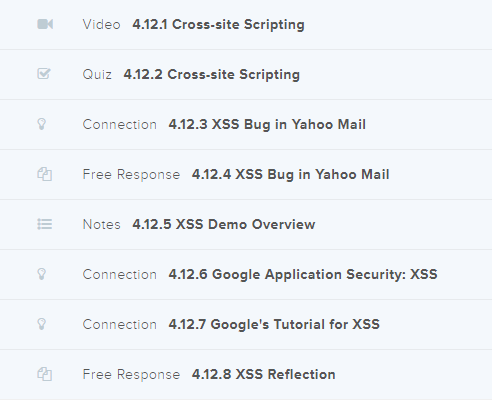 Video 4.12.1 Cross-site Scripting
Quiz 4.12.2 Cross-site Scripting
Connection 4.12.3 XSS Bug in Yahoo Mail
Free Response 4.12.4 XSS Bug in Yahoo Mail
Notes 4.12.5 XSS Demo Overview
Connection 4.12.6 Google Application Security: XSS
Connection 4.12.7 Google's Tutorial for XSS
Free Response 4.12.8 XSS Reflection